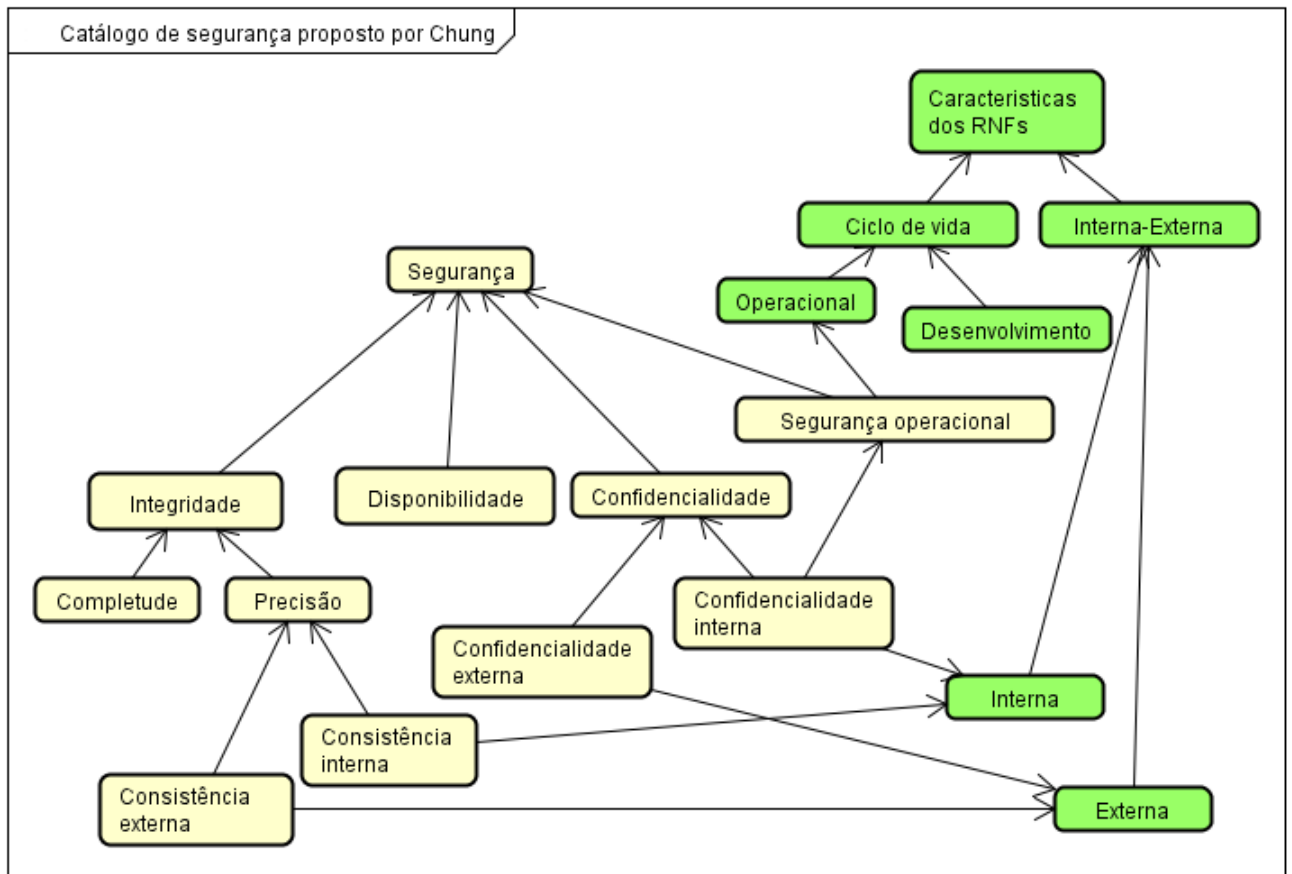 Catálogo de segurança proposto por Chung
Caracteristicas
dos RNFs
Ciclo de vida
Interna-Externa
Segurança
Operacional
Desenvolvimento
Segurança operacional
Integridade
Disponibilidade
Confidencialidade
Completude
Precisão
Confidencialidade
interna
Confidencialidade
externa
Interna
Consistência
interna
Consistência
externa
Externa